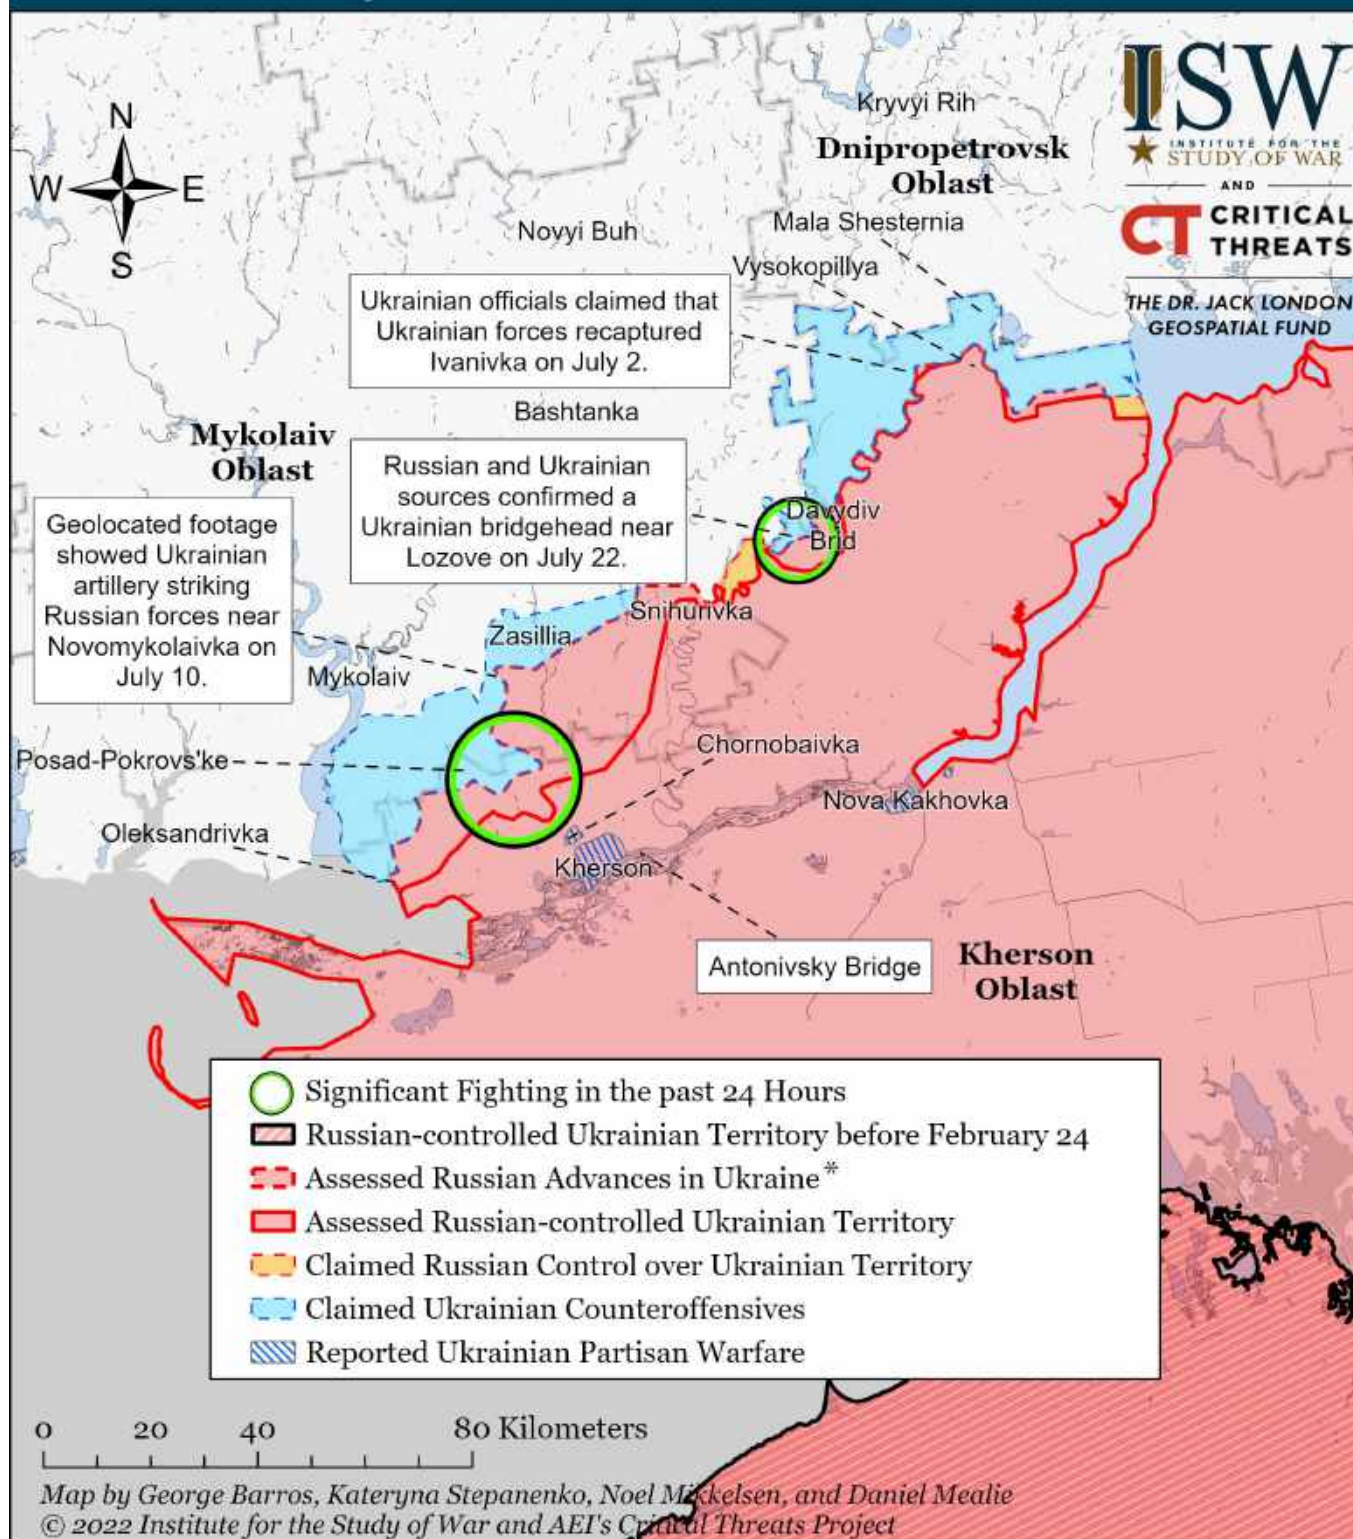 N
W E
S
ISW
INSTITUTE FOR THE
STUDY OF WAR
AND
CT CRITICAL
THREATS
THE DR. JACK LONDON
GEOSPATIAL FUND
Kryvyi Rih
Dnipropetrovsk
Oblast
Mala Shesternia
Novyi Buh
Vysokopillya
Ukrainian officials claimed that
Ukrainian forces recaptured
Ivanivka on July 2.
Bashtanka
Mykolaiv
Oblast
Russian and Ukrainian
sources confirmed a
Ukrainian bridgehead near
Lozove on July 22.
Geolocated footage
showed Ukrainian
artillery striking
Russian forces near
Novomykolaivka on
July 10.
Davydiv
Brid
Snihurivka
Zasillia
Mykolaiv
Chornobaivka
Posad-Pokrovs'ke
Nova Kakhovka
Oleksandrivka
Kherson
Antonivsky Bridge
Kherson
Oblast
Significant Fighting in the past 24 Hours
Russian-controlled Ukrainian Territory before February 24
Assessed Russian Advances in Ukraine*
Assessed Russian-controlled Ukrainian Territory
Claimed Russian Control over Ukrainian Territory
Claimed Ukrainian Counteroffensives
Reported Ukrainian Partisan Warfare
0 20 40 80 Kilometers
Map by George Barros, Kateryna Stepanenko, Noel Mikkelsen, and Daniel Mealie
© 2022 Institute for the Study of War and AEI's Critical Threats Project